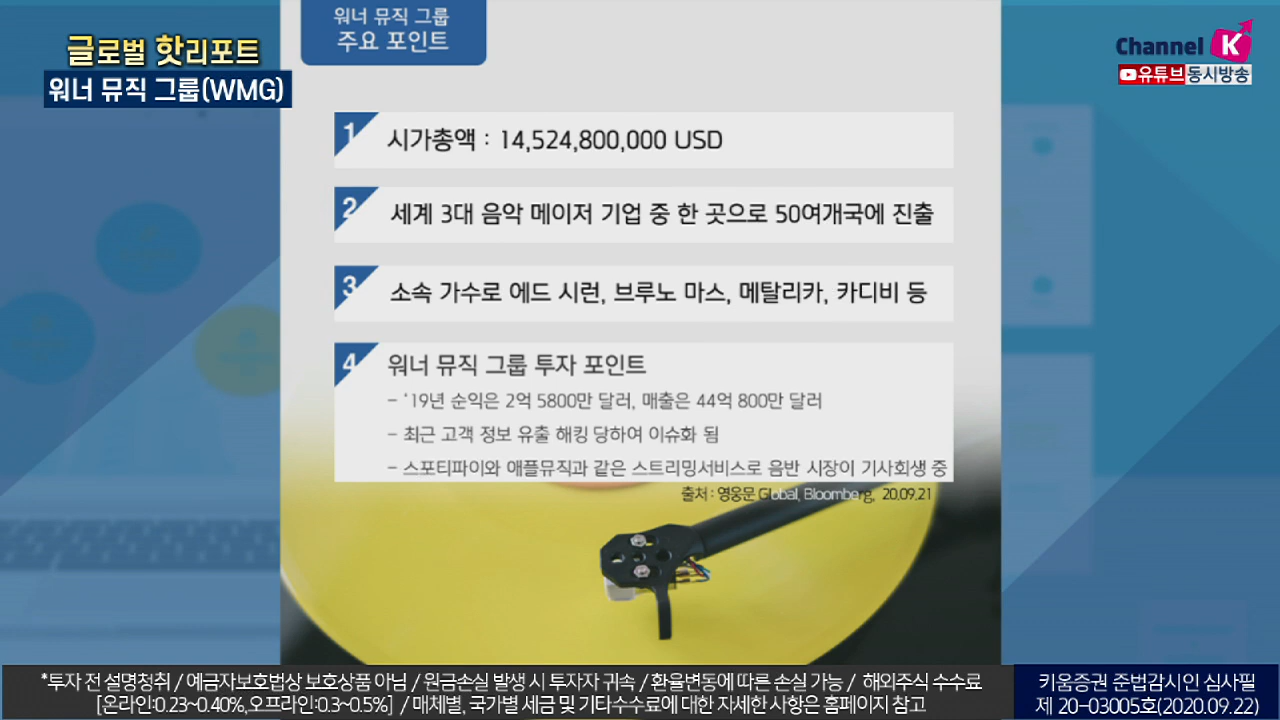 워너 뮤직 그룹
주요 포인트
글로벌 핫리포트
워너 뮤직 그룹(WMG)
Channel K
유튜브동시방송
1 시가총액 : 14,524,800,000 USD
2 세계 3대 음악 메이저 기업 중 한 곳으로 50여개국에 진출
3 소속 가수로 에드 시런, 브루노 마스, 메탈리카, 카디비 등
4 워너 뮤직 그룹 투자 포인트
– '19년 순익은 2억 5800만 달러, 매출은 44억 800만 달러
– 최근 고객 정보 유출 해킹 당하여 이슈화 됨
– 스포티파이와 애플뮤직과 같은 스트리밍서비스로 음반 시장이 기사회생 중
출처 : 영웅문 Global, Bloomberg, 20.09.21
*투자 전 설명청취 / 예금자보호법상 보호상품 아님 / 원금손실 발생 시 투자자 귀속 / 환율변동에 따른 손실 가능 / 해외주식 수수료
[온라인:0.23~0.40%,오프라인:0.3~0.5%] / 매체별, 국가별 세금 및 기타수수료에 대한 자세한 사항은 홈페이지 참고
키움증권 준법감시인 심사필
제 20-03005호(2020.09.22)